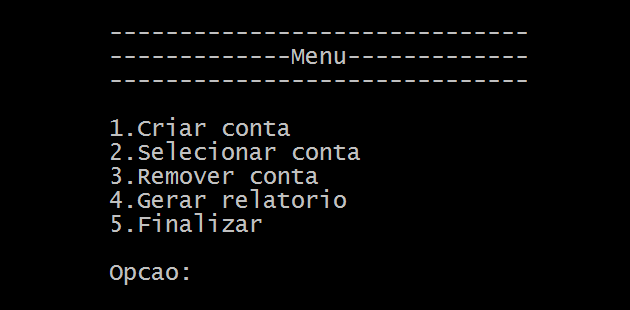 ------------------------------
-------------Menu-------------
------------------------------
1.Criar conta
2.Selecionar conta
3.Remover conta
4.Gerar relatorio
5.Finalizar
Opcao: